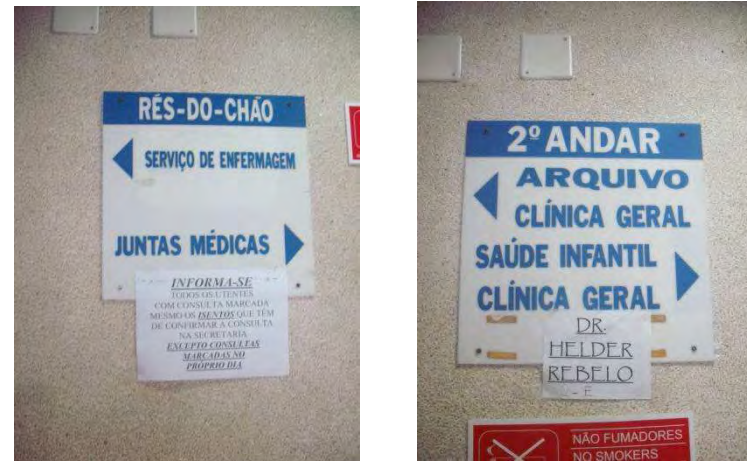 RÉS-DO-CHÃO
SERVIÇO DE ENFERMAGEM
JUNTAS MÉDICAS
INFORMA-SE
TODOS OS UTENTES
COM CONSULTA MARCADA
MESMO OS ISENTOS QUE TÊM
DE CONFIRMAR A CONSULTA
NA SECRETARIA
EXCEPTO CONSULTAS
MARCADAS NO
PRÓPRIO DIA
2º ANDAR
ARQUIVO
CLÍNICA GERAL
SAÚDE INFANTIL
CLÍNICA GERAL
DR.
HELDER
REBELO
- E
NÃO FUMADORES
NO SMOKERS